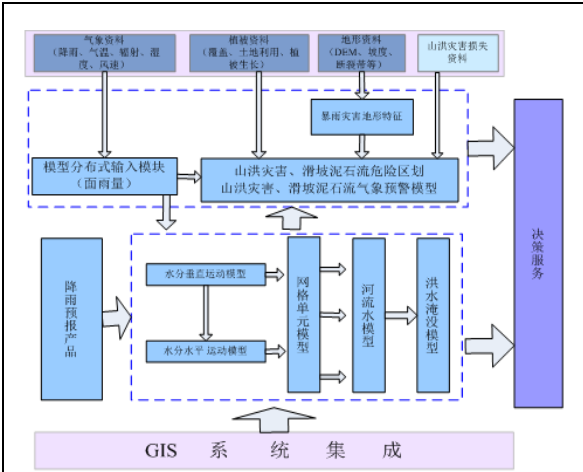 气象资料
(降雨、气温、辐射、湿
度、风速)
植被资料
(覆盖、土地利用、植
被生长)
地形资料
(DEM、坡度、
断裂带等)
山洪灾害损失
资料
暴雨灾害地形特征
模型分布式输入模块
(面雨量)
山洪灾害、滑坡泥石流危险区划
山洪灾害、滑坡泥石流气象预警模型
降雨预报产品
水分垂直运动模型
水分水平运动模型
网格单元模型
河流水模型
洪水淹没模型
决策服务
GIS 系 统 集 成